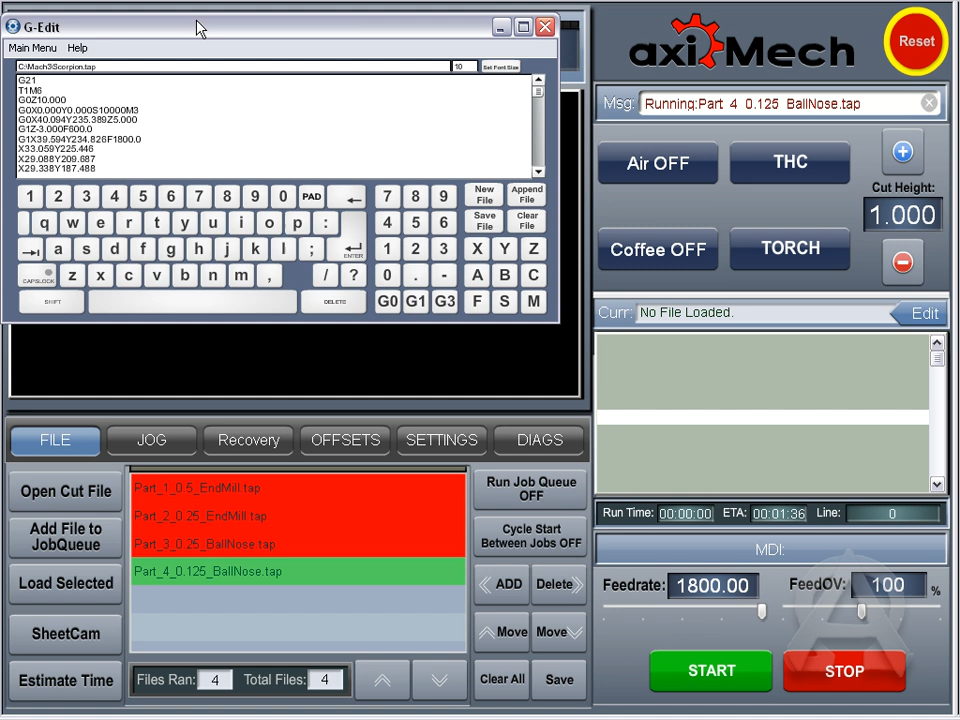 G-Edit
Main Menu Help
C:\Mach3\Scorpion.tap 10 Set Font Size
G21
T1M6
G0Z10.000
G0X0.000Y0.000S10000M3
G0X40.094Y235.389Z5.000
G1Z-3.000F600.0
G1X39.594Y234.826F1800.0
X33.059Y225.446
X29.088Y209.687
X29.338Y187.488
1 2 3 4 5 6 7 8 9 0 PAD 7 8 9 New File Append File
q w e r t y u i o p : 4 5 6 Save File Clear File
a s d f g h j k l ; ENTER 1 2 3 X Y Z
CAPSLOCK z x c v b n m , / ? 0 . - A B C
SHIFT DELETE G0 G1 G3 F S M
axiMech
Reset
Msg: Running:Part 4 0.125 BallNose.tap
Air OFF THC
Cut Height:
1.000
Coffee OFF TORCH
Curr: No File Loaded. Edit
Run Time: 00:00:00 ETA: 00:01:36 Line: 0
MDI:
Feedrate: 1800.00 FeedOV: 100 %
START STOP
FILE JOG Recovery OFFSETS SETTINGS DIAGS
Open Cut File
Add File to
JobQueue
Load Selected
SheetCam
Estimate Time
Part_1_0.5_EndMill.tap
Part_2_0.25_EndMill.tap
Part_3_0.25_BallNose.tap
Part_4_0.125_BallNose.tap
Files Ran: 4 Total Files: 4
Run Job Queue
OFF
Cycle Start
Between Jobs OFF
ADD Delete
Move Move
Clear All Save